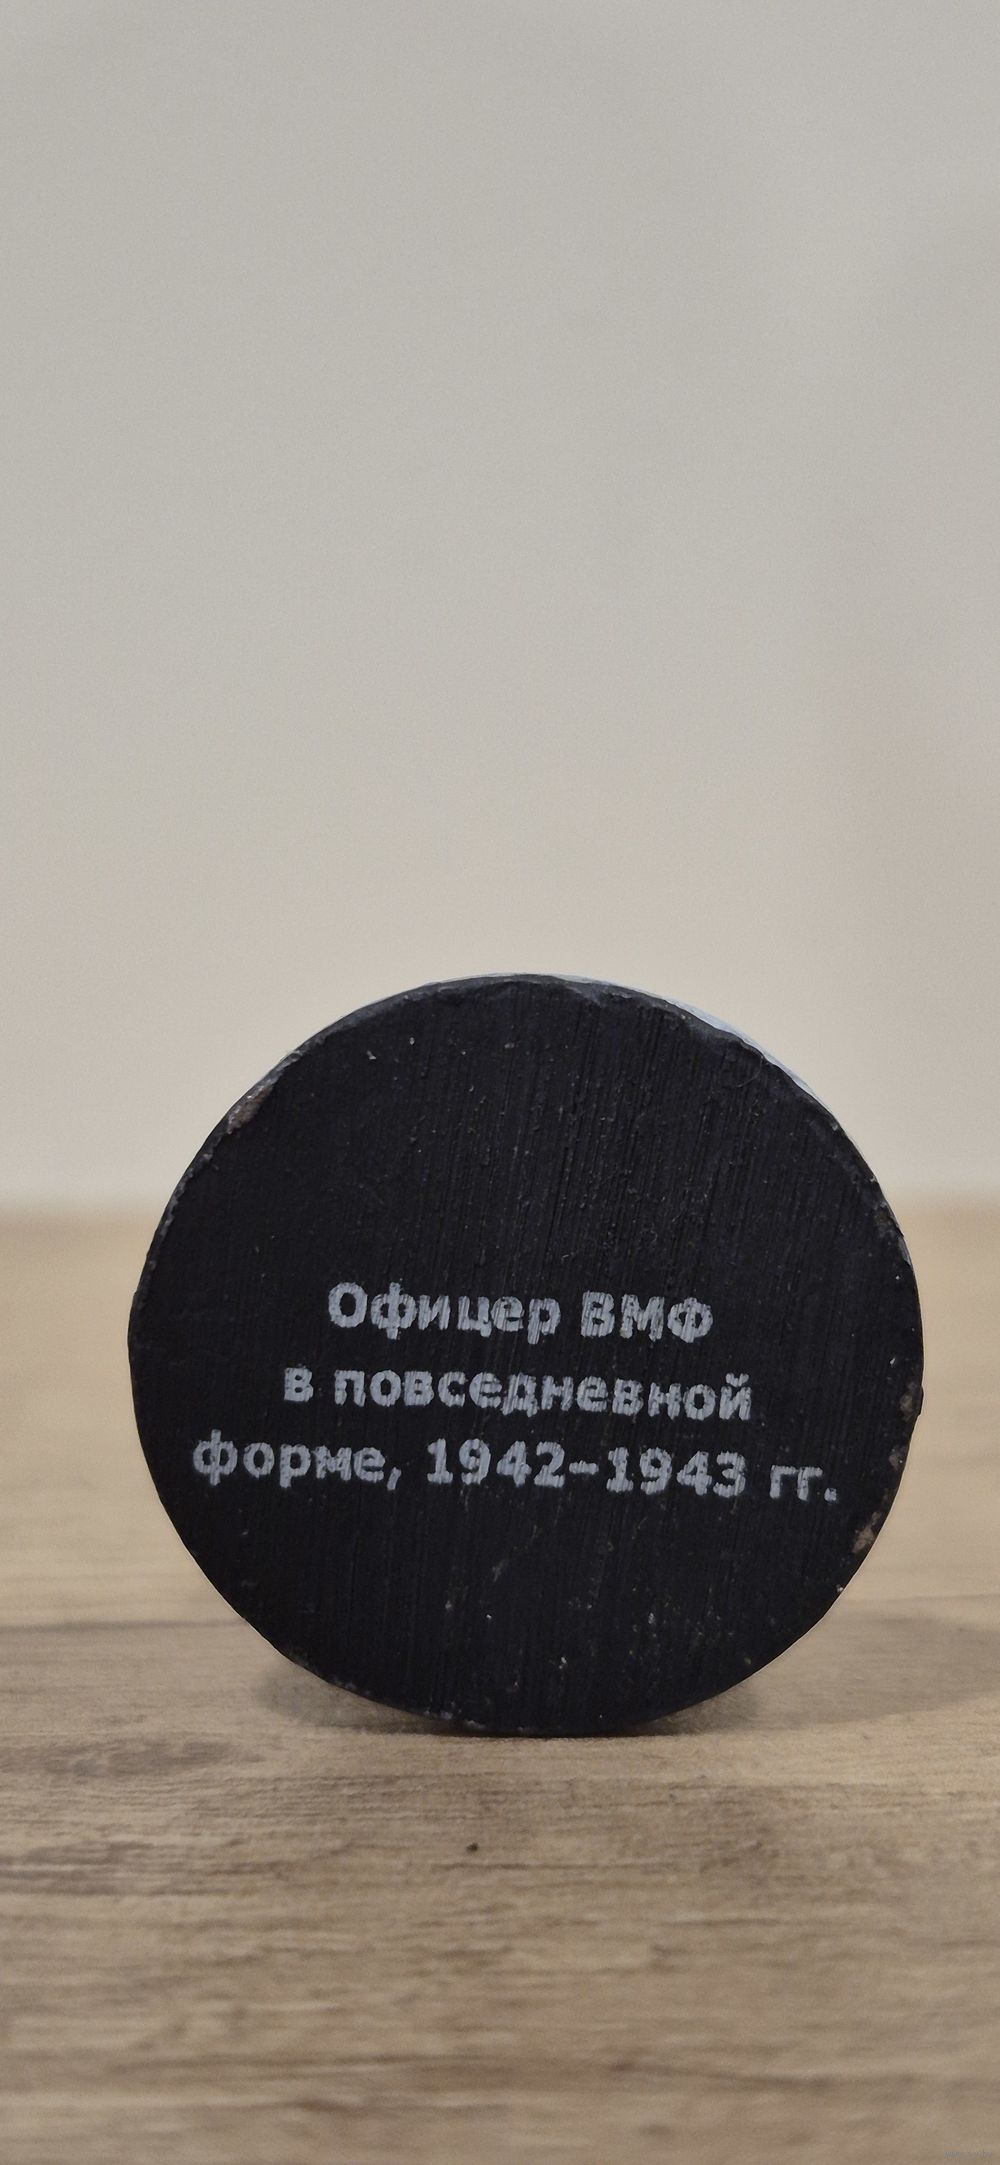 Офицер ВМФ
в повседневной
форме, 1942-1943 гг.